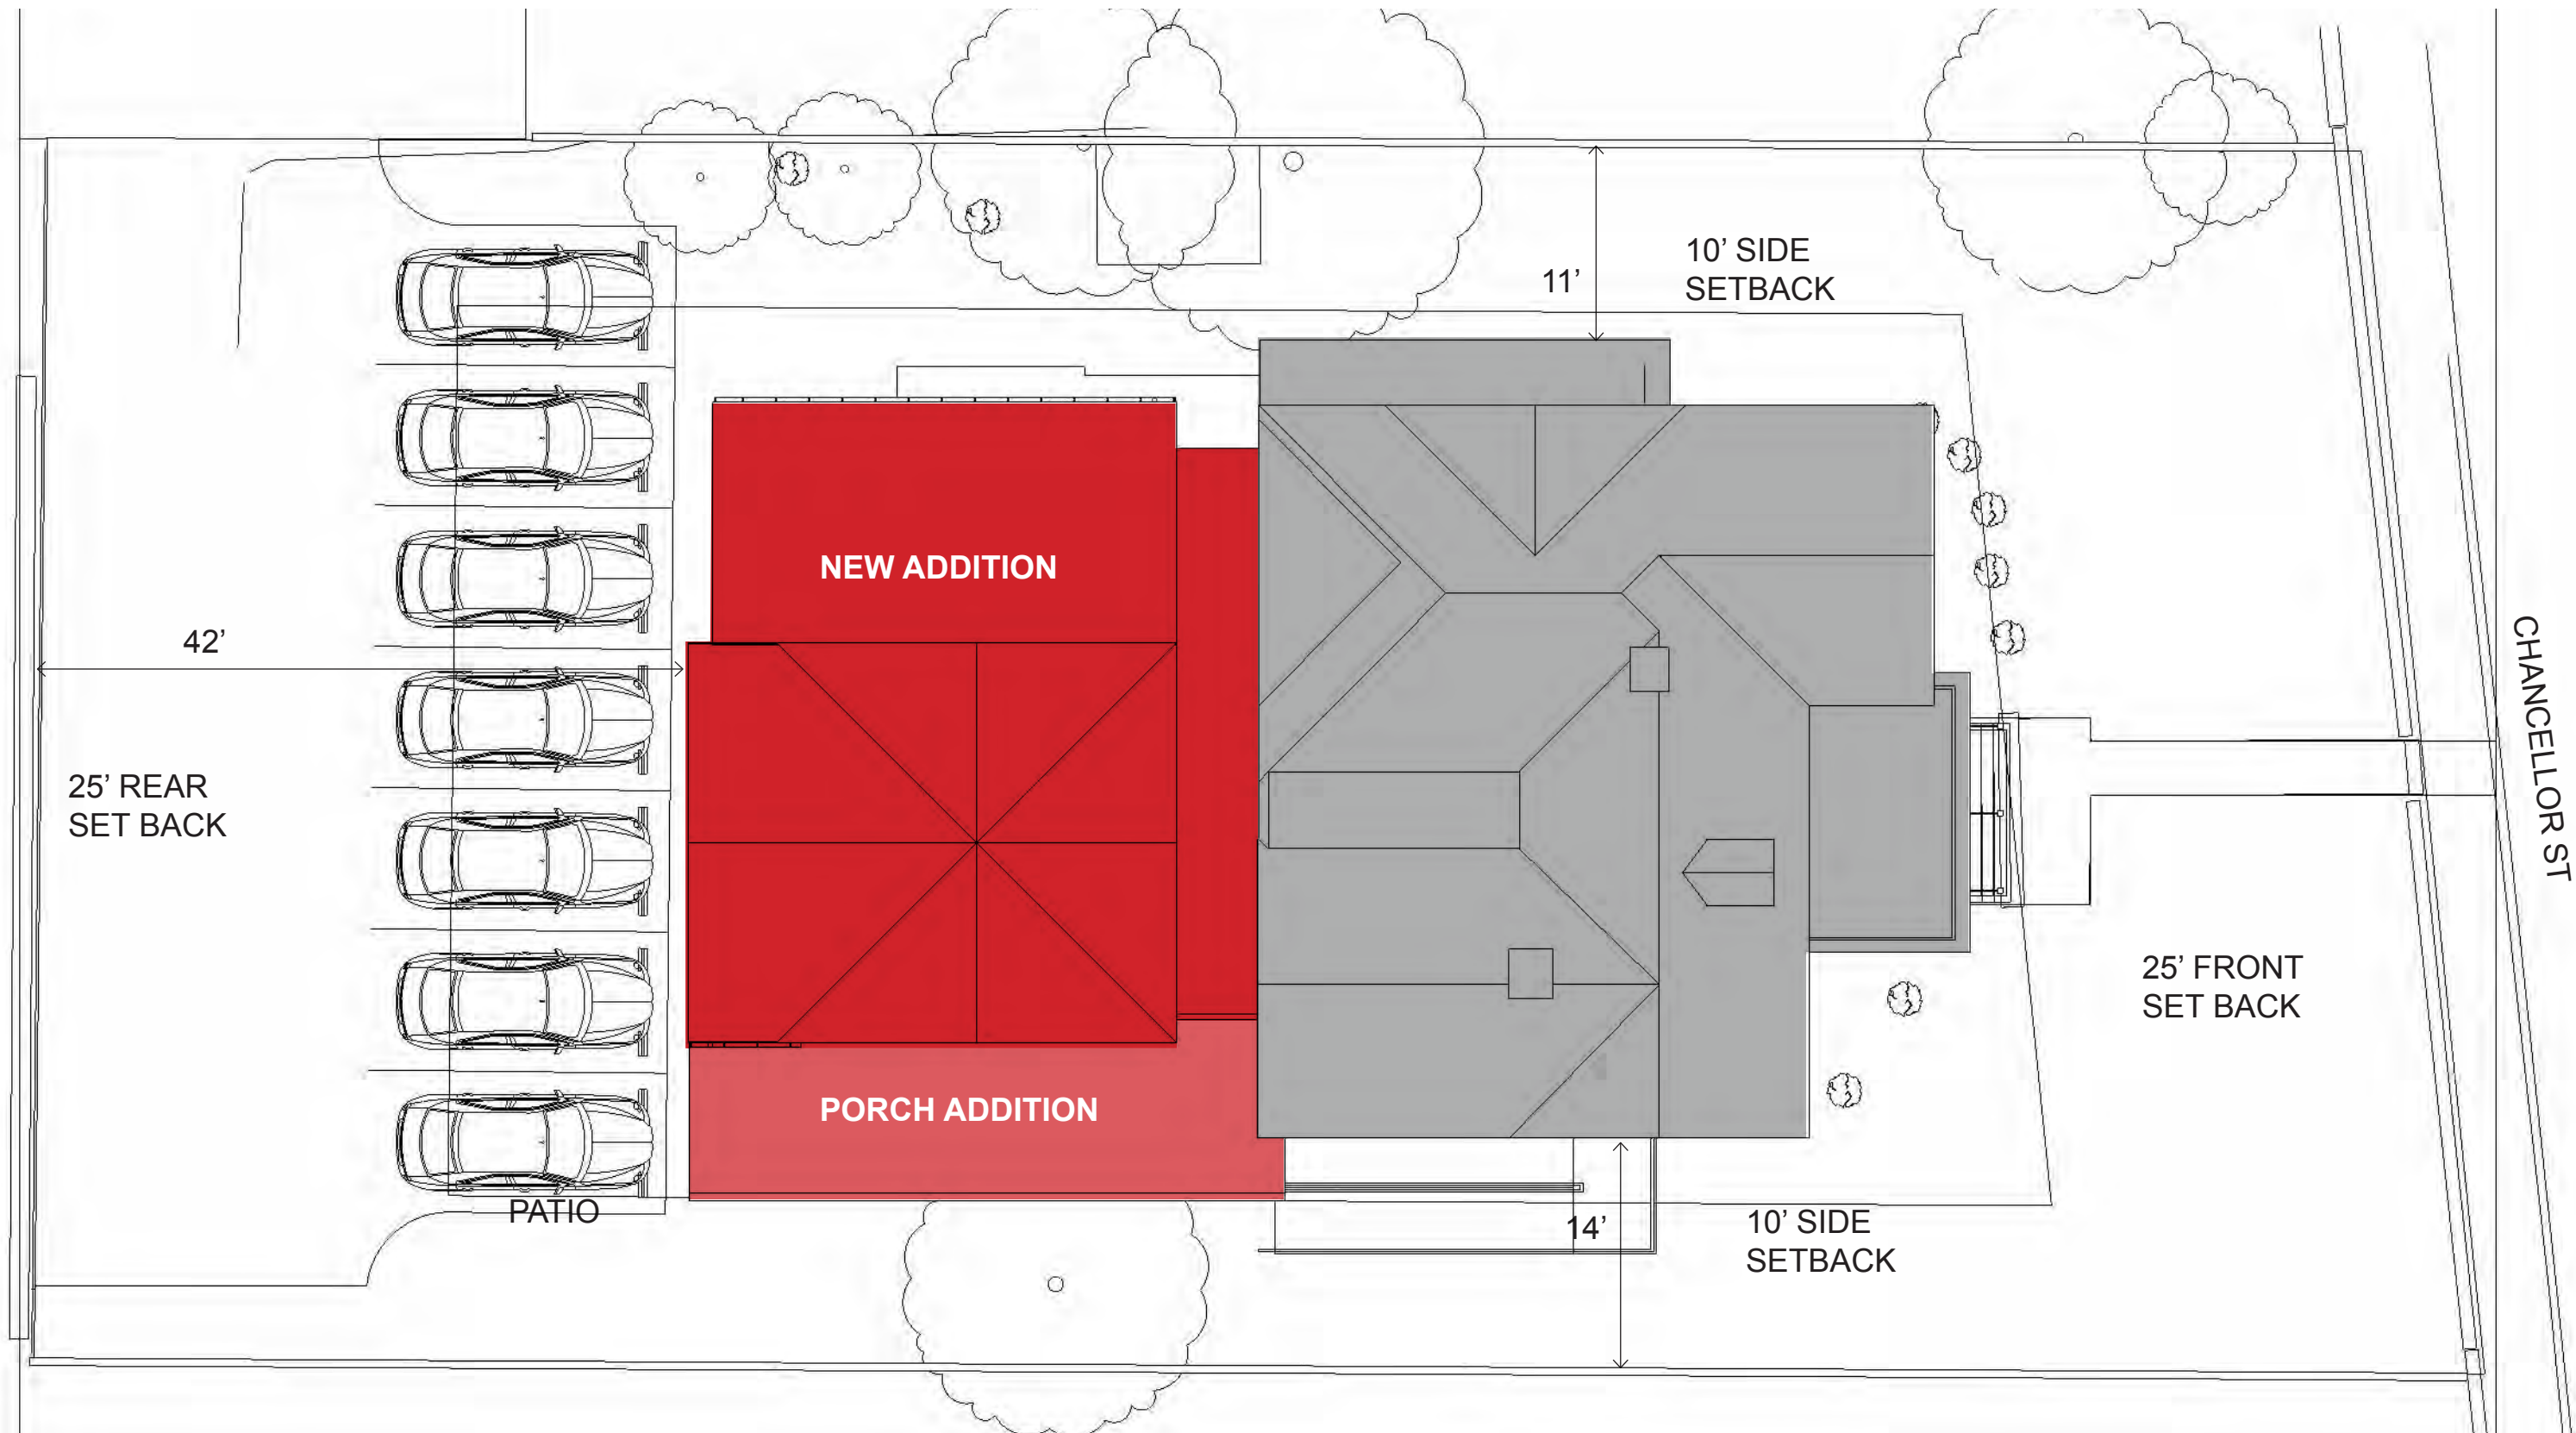 10’ SIDE
SETBACK
11’
NEW ADDITION
42’
CHANCELLOR ST
25’ REAR
SET BACK
25’ FRONT
SET BACK
PORCH ADDITION
PATIO
14’
10’ SIDE
SETBACK